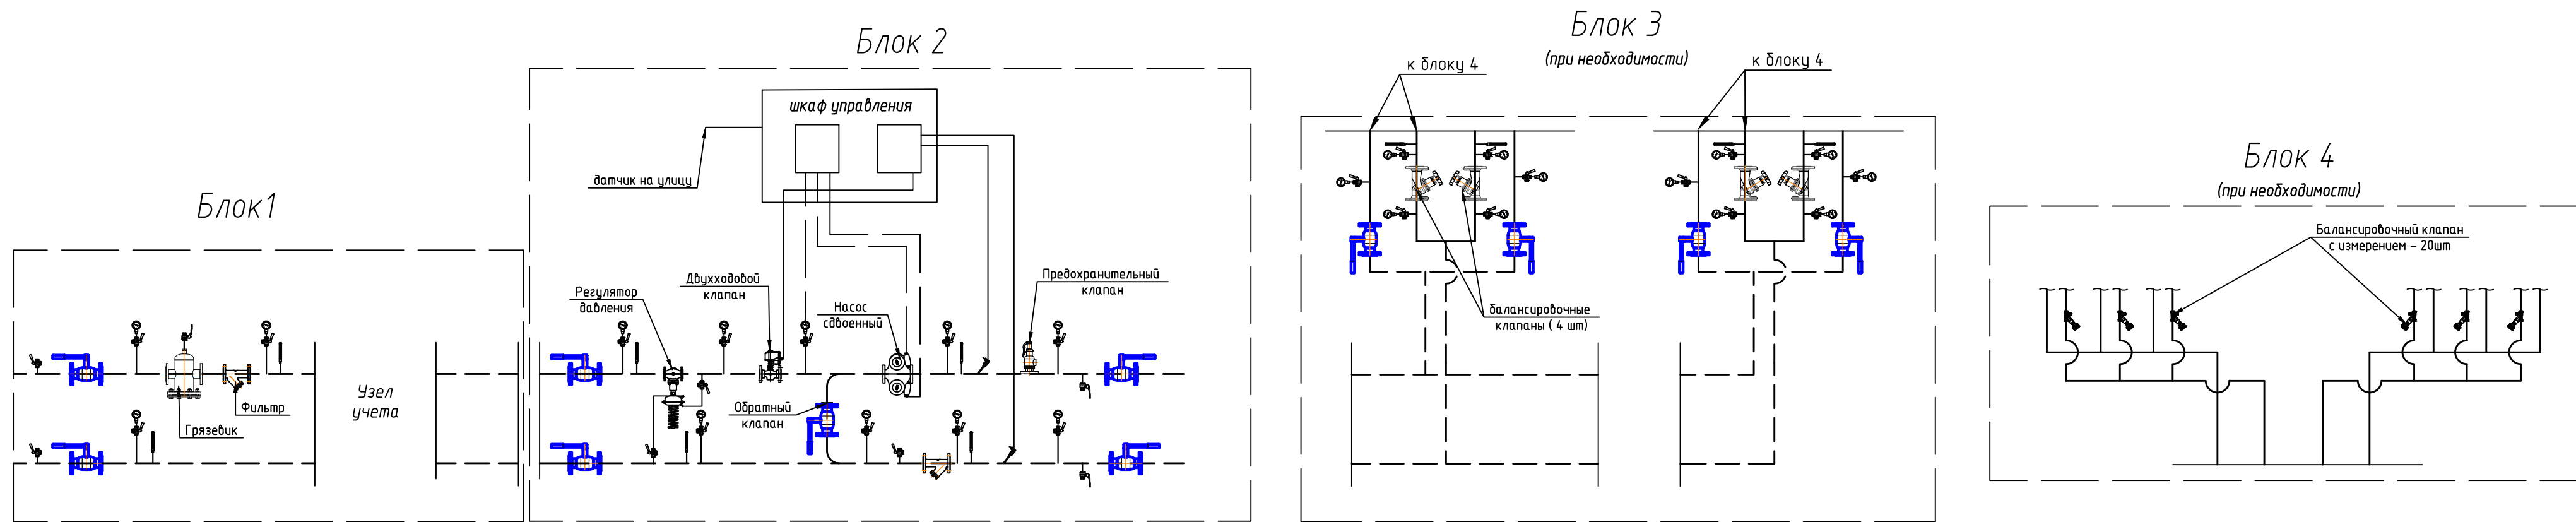 Блок1
Фильтр
Грязевик
Узел
учета
Блок 2
шкаф управления
датчик на улицу
Регулятор
давления
Двухходовой
клапан
Насос
сдвоенный
Предохранительный
клапан
Обратный
клапан
Блок 3
(при необходимости)
к блоку 4
к блоку 4
балансировочные
клапаны ( 4 шт)
Блок 4
(при необходимости)
Балансировочный клапан
с измерением – 20шт